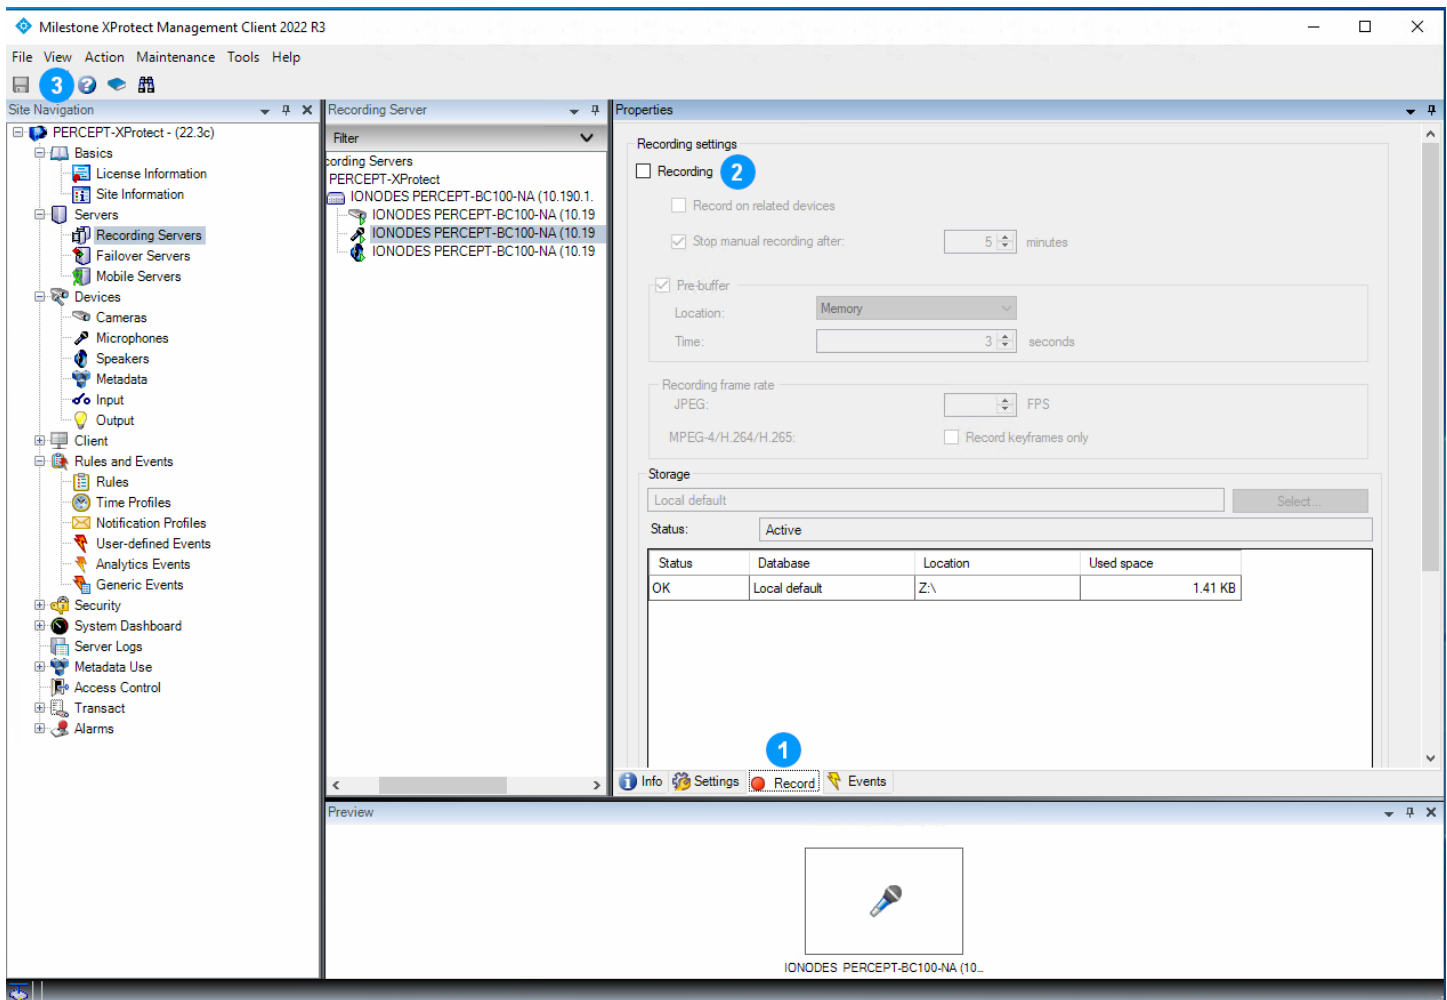 Milestone XProtect Management Client 2022 R3
File View Action Maintenance Tools Help
3
Site Navigation
PERCEPT-XProtect - (22.3c)
Basics
License Information
Site Information
Servers
Recording Servers
Failover Servers
Mobile Servers
Devices
Cameras
Microphones
Speakers
Metadata
Input
Output
Client
Rules and Events
Rules
Time Profiles
Notification Profiles
User-defined Events
Analytics Events
Generic Events
Security
System Dashboard
Server Logs
Metadata Use
Access Control
Transact
Alarms
Recording Server
Filter
cording Servers
PERCEPT-XProtect
IONODES PERCEPT-BC100-NA (10.190.1.
IONODES PERCEPT-BC100-NA (10.19
IONODES PERCEPT-BC100-NA (10.19
IONODES PERCEPT-BC100-NA (10.19
Properties
Recording settings
Recording 2
Record on related devices
Stop manual recording after: 5 minutes
Pre-buffer
Location: Memory
Time: 3 seconds
Recording frame rate
JPEG: FPS
MPEG-4/H.264/H.265: Record keyframes only
Storage
Local default Select...
Status: Active
Status Database Location Used space
OK Local default Z:\ 1.41 KB
1
Info Settings Record Events
Preview
IONODES PERCEPT-BC100-NA (10...